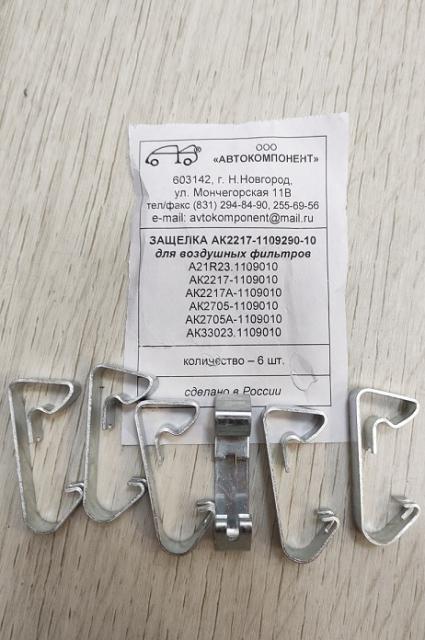 ООО
«АВТОКОМПОНЕНТ»
603142, г. Н.Новгород,
ул. Мончегорская 11В
тел/факс (831) 294-84-90, 255-69-56
e-mail: avtokomponent@mail.ru
ЗАЩЕЛКА АК2217-1109290-10
для воздушных фильтров
А21R23.1109010
АК2217-1109010
АК2217А-1109010
АК2705-1109010
АК2705А-1109010
АК33023.1109010
количество – 6 шт.
сделано в России